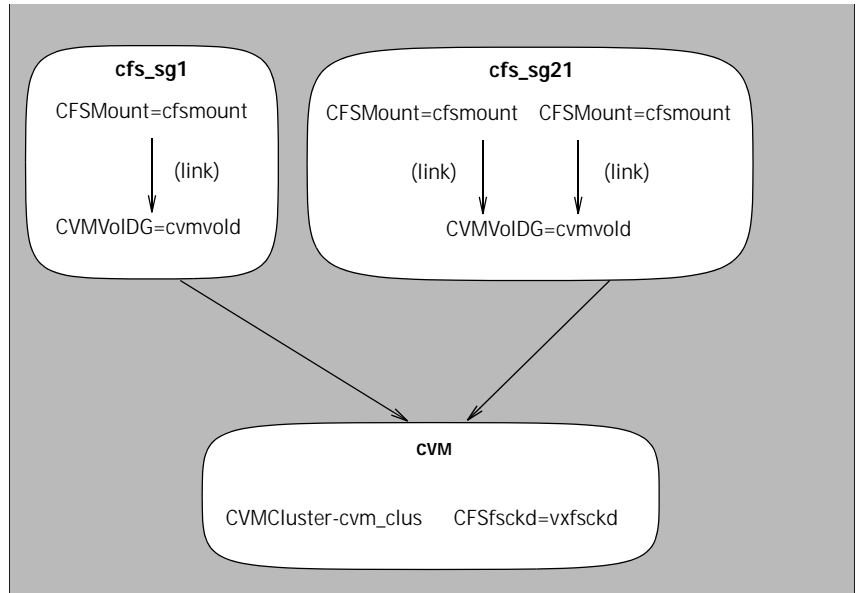 cfs_sg1
CFSMount=cfsmount
(link)
CVMVolDG=cvmvold
cfs_sg21
CFSMount=cfsmount CFSMount=cfsmount
(link) (link)
CVMVolDG=cvmvold
cvm
CVMCluster-cvm_clus CFSfsckd=vxfsckd